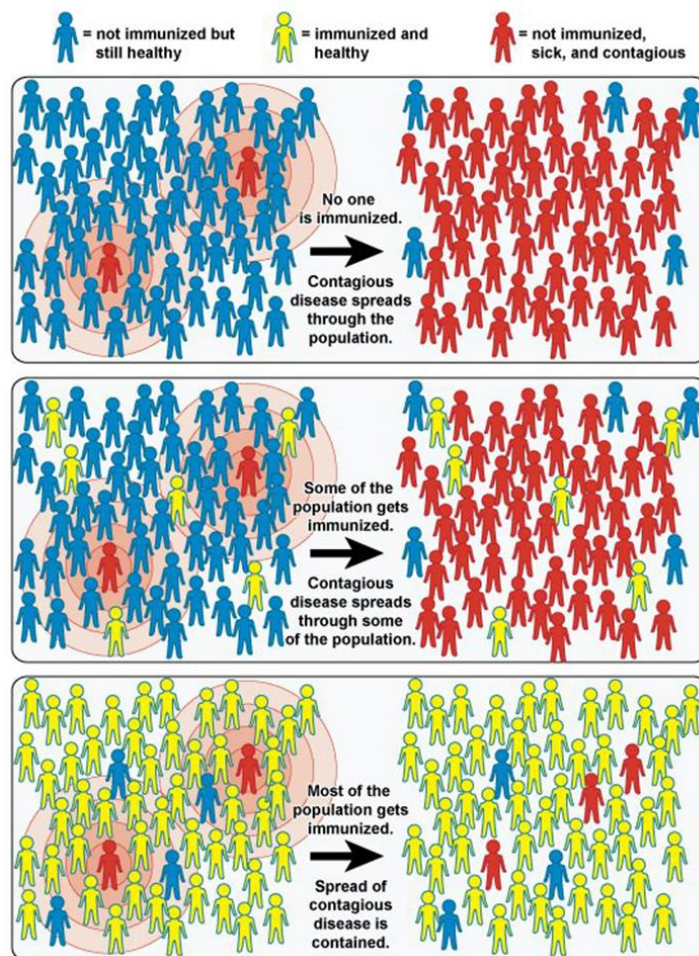 = not immunized but
still healthy
= immunized and
healthy
= not immunized,
sick, and contagious
No one
is immunized.
Contagious
disease spreads
through the
population.
Some of the
population gets
immunized.
Contagious
disease spreads
through some
of the population.
Most of the
population gets
immunized.
Spread of
contagious
disease is
contained.